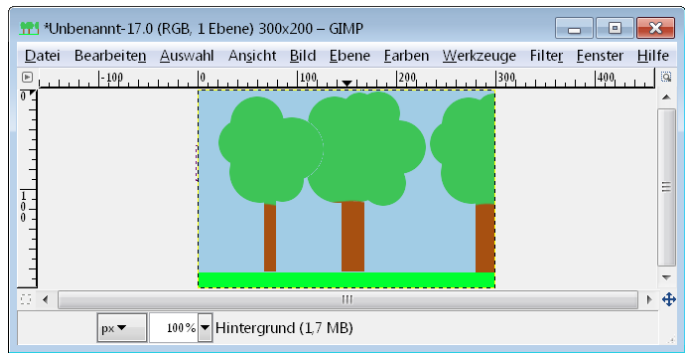 *Unbenannt-17.0 (RGB, 1 Ebene) 300x200 – GIMP
Datei Bearbeiten Auswahl Ansicht Bild Ebene Farben Werkzeuge Filter Fenster Hilfe
-100 0 100 200 300 400
0
100
px 100% Hintergrund (1,7 MB)